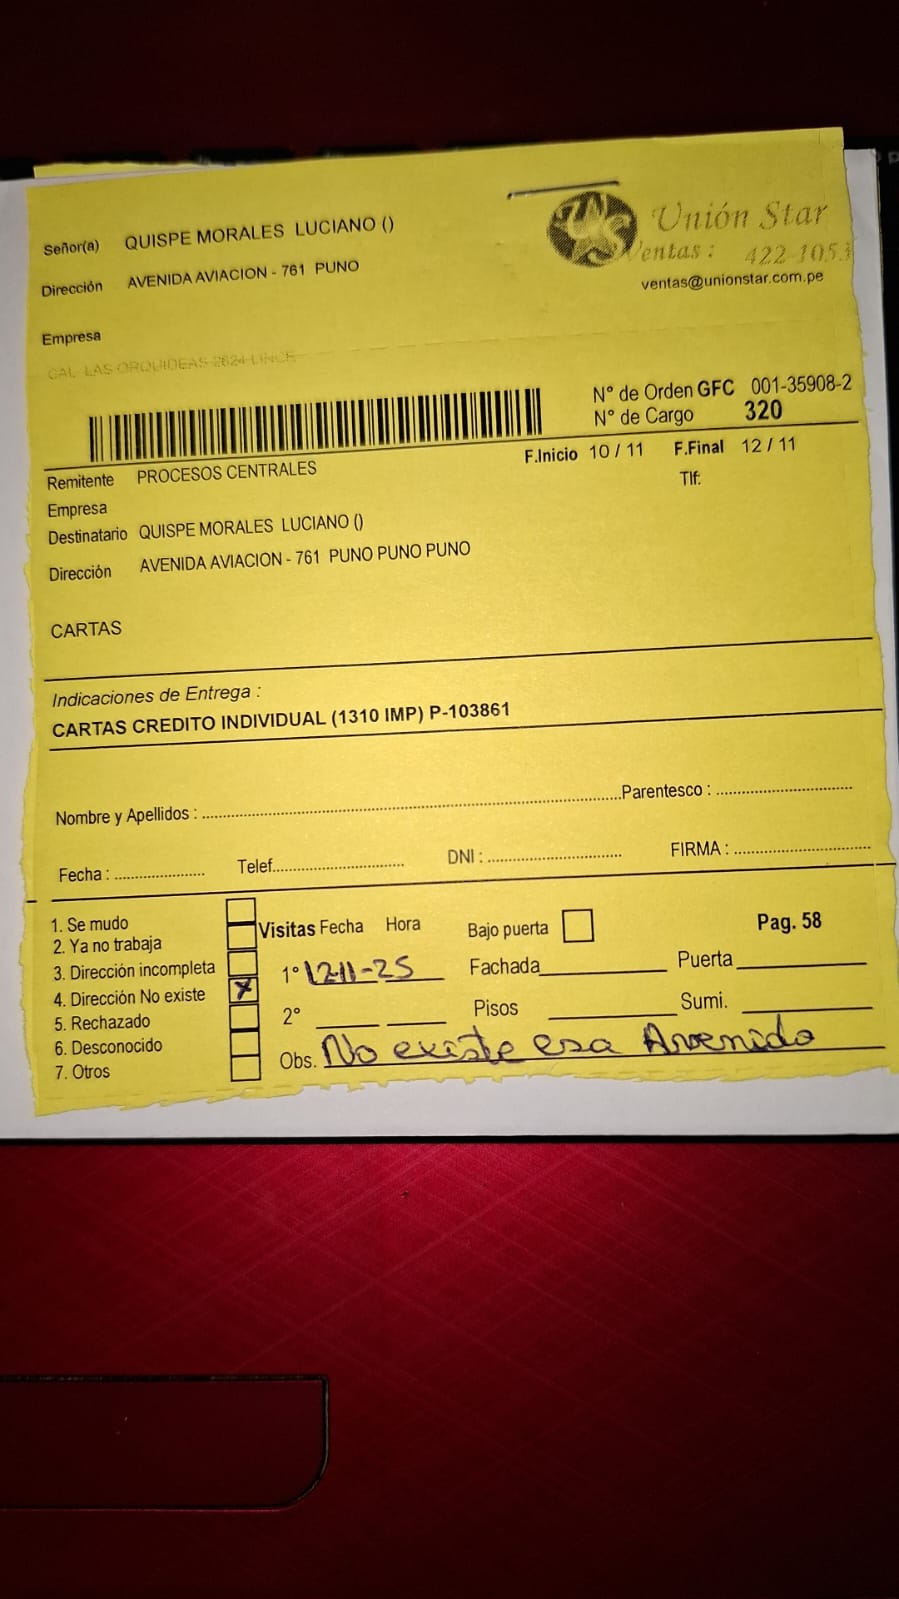 Señor(a) QUISPE MORALES LUCIANO ()
Dirección AVENIDA AVIACION - 761 PUNO
Empresa
CAL LAS ORQUIDEAS 2624 LINCE
Unión Star
Ventas : 422-1053
ventas@unionstar.com.pe
N° de Orden GFC 001-35908-2
N° de Cargo 320
F.Inicio 10 / 11 F.Final 12 / 11
Remitente PROCESOS CENTRALES
Tlf:
Empresa
Destinatario QUISPE MORALES LUCIANO ()
Dirección AVENIDA AVIACION - 761 PUNO PUNO PUNO
CARTAS
Indicaciones de Entrega :
CARTAS CREDITO INDIVIDUAL (1310 IMP) P-103861
Nombre y Apellidos : Parentesco :
Fecha : Telef. DNI : FIRMA :
1. Se mudo
2. Ya no trabaja
3. Dirección incompleta
4. Dirección No existe X
5. Rechazado
6. Desconocido
7. Otros
Visitas Fecha Hora Bajo puerta Pag. 58
1° 12-11-25 Fachada Puerta
2° Pisos Sumi.
Obs. No existe esa Avenida